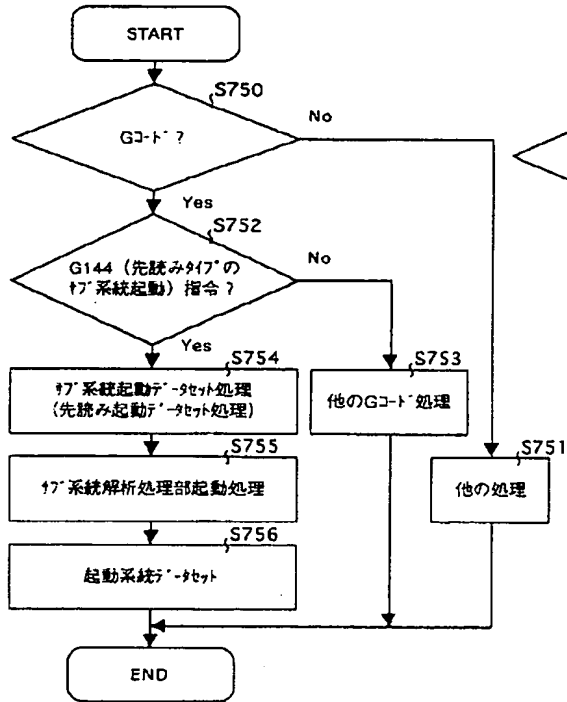 START
S750
Gｺｰﾄﾞ?
No
Yes
S752
G144 (先読みﾀｲﾌﾟの
ｻﾌﾞ系統起動) 指令?
No
Yes
S754
ｻﾌﾞ系統起動ﾃﾞｰﾀｾｯﾄ処理
(先読み起動ﾃﾞｰﾀｾｯﾄ処理)
S753
他のGｺｰﾄﾞ処理
S755
ｻﾌﾞ系統解析処理部起動処理
S751
他の処理
S756
起動系統ﾃﾞｰﾀｾｯﾄ
END